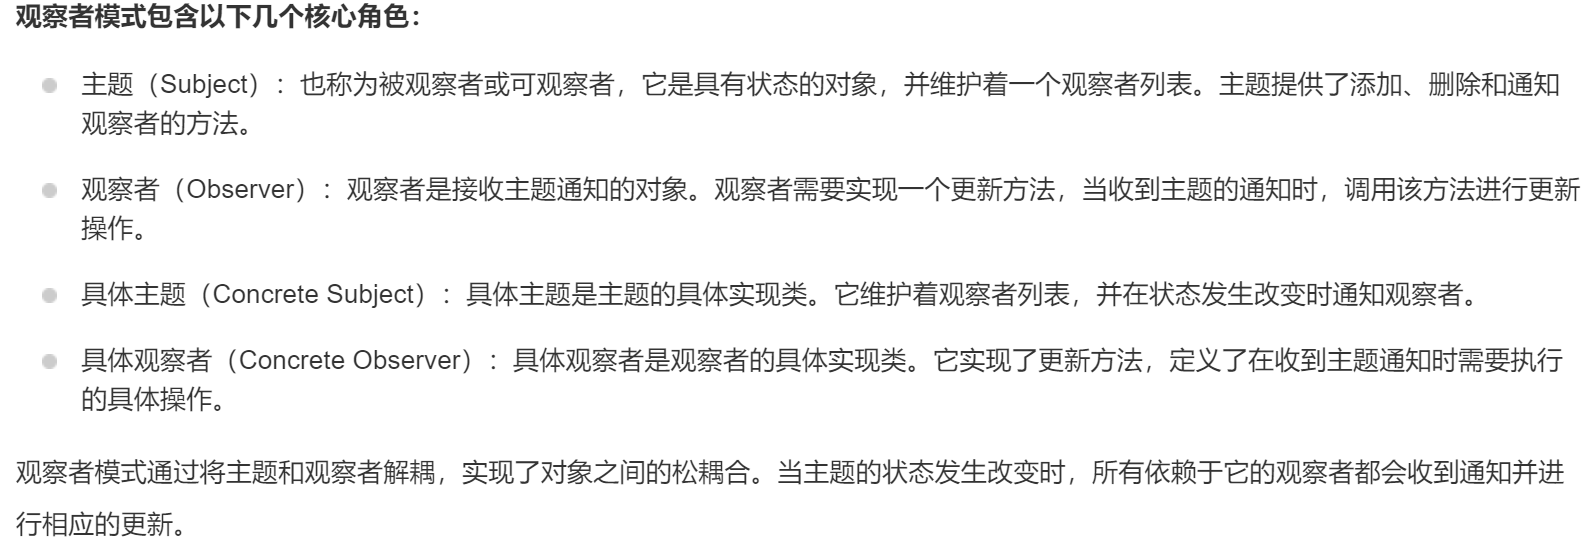 观察者模式包含以下几个核心角色：
主题（Subject）：也称为被观察者或可观察者，它是具有状态的对象，并维护着一个观察者列表。主题提供了添加、删除和通知
观察者的方法。
观察者（Observer）：观察者是接收主题通知的对象。观察者需要实现一个更新方法，当收到主题的通知时，调用该方法进行更新
操作。
具体主题（Concrete Subject）：具体主题是主题的具体实现类。它维护着观察者列表，并在状态发生改变时通知观察者。
具体观察者（Concrete Observer）：具体观察者是观察者的具体实现类。它实现了更新方法，定义了在收到主题通知时需要执行
的具体操作。
观察者模式通过将主题和观察者解耦，实现了对象之间的松耦合。当主题的状态发生改变时，所有依赖于它的观察者都会收到通知并进
行相应的更新。